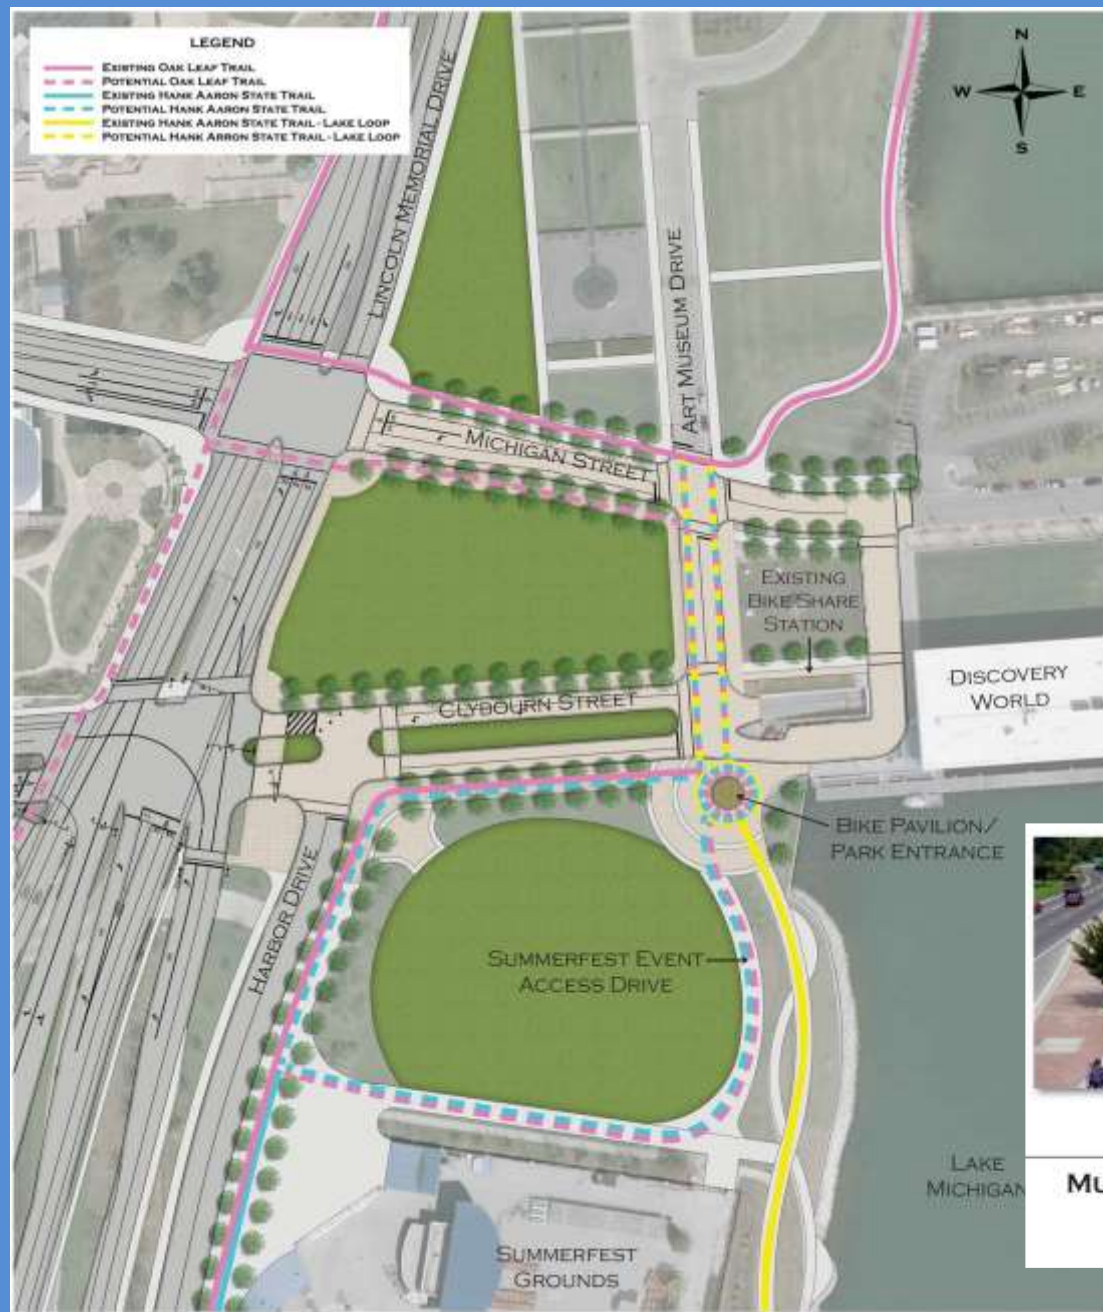 LEGEND
EXISTING OAK LEAF TRAIL
POTENTIAL OAK LEAF TRAIL
EXISTING HANK AARON STATE TRAIL
POTENTIAL HANK AARON STATE TRAIL
EXISTING HANK AARON STATE TRAIL - LAKE LOOP
POTENTIAL HANK ARRON STATE TRAIL - LAKE LOOP
N
W E
S
LINCOLN MEMORIAL DRIVE
ART MUSEUM DRIVE
MICHIGAN STREET
EXISTING
BIKE SHARE
STATION
DISCOVERY
WORLD
CLYBOURN STREET
BIKE PAVILION/
PARK ENTRANCE
HARBOR DRIVE
SUMMERFEST EVENT
ACCESS DRIVE
LAKE
MICHIGAN
MU
SUMMERFEST
GROUNDS